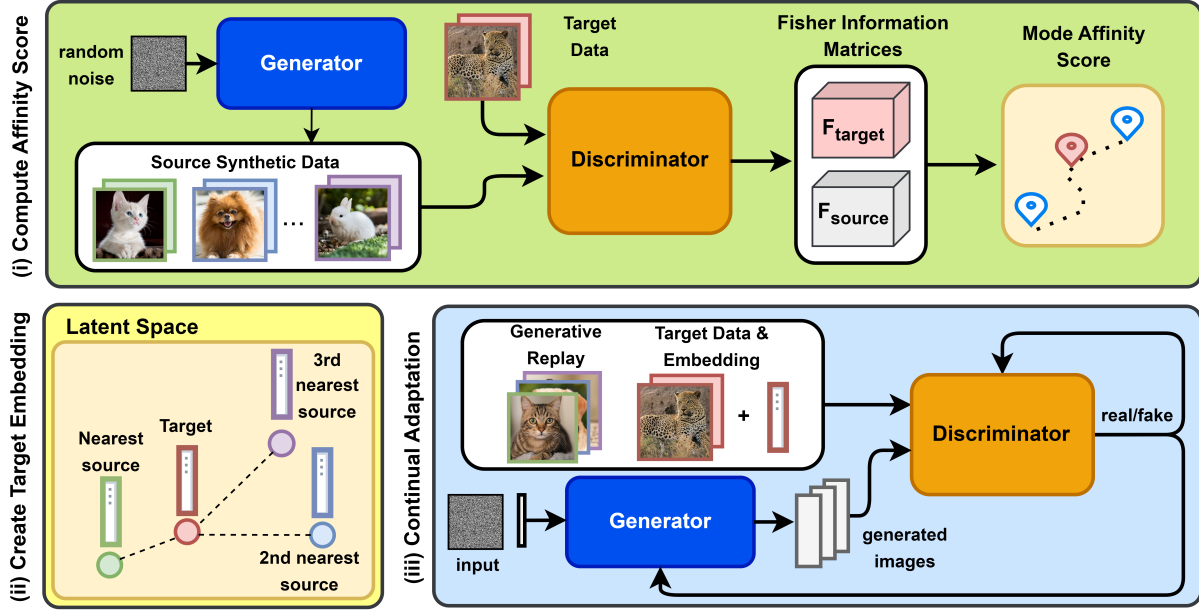 (i) Compute Affinity Score
random
noise
Generator
Target
Data
Source Synthetic Data
...
Discriminator
Fisher Information
Matrices
Ftarget
Fsource
Mode Affinity
Score
(ii) Create Target Embedding
Latent Space
Nearest
source
Target
3rd
nearest
source
2nd nearest
source
(iii) Continual Adaptation
Generative
Replay
Target Data &
Embedding
+
Discriminator
real/fake
input
Generator
generated
images